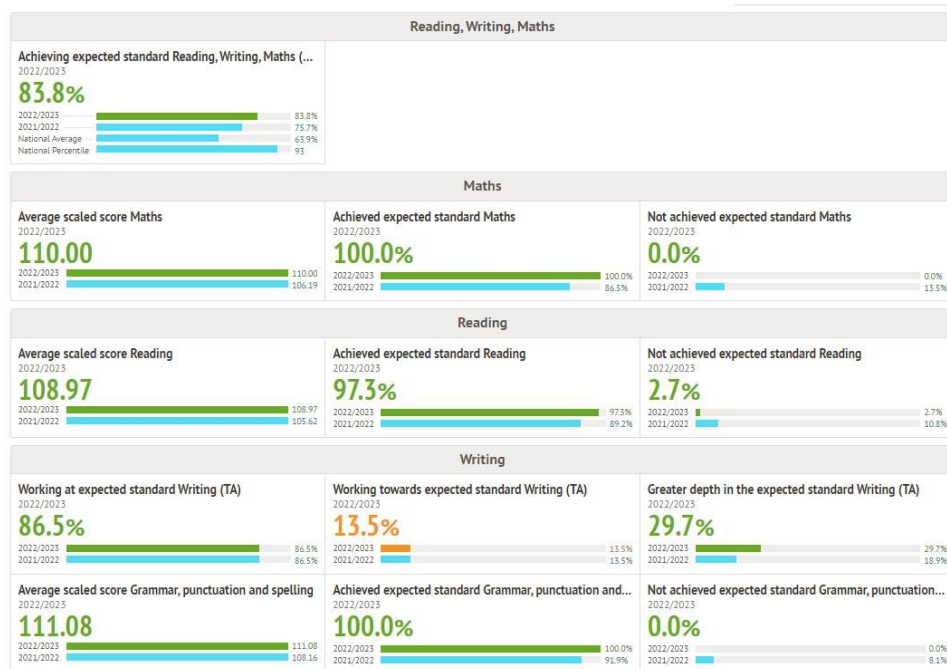 Reading, Writing, Maths
Achieving expected standard Reading, Writing, Maths (...
2022/2023
83.8%
2022/2023 83.8%
2021/2022 75.7%
National Average 63.9%
National Percentile 93
Maths
Average scaled score Maths
2022/2023
110.00
2022/2023 110.00
2021/2022 106.19
Achieved expected standard Maths
2022/2023
100.0%
2022/2023 100.0%
2021/2022 86.5%
Not achieved expected standard Maths
2022/2023
0.0%
2022/2023 0.0%
2021/2022 13.5%
Reading
Average scaled score Reading
2022/2023
108.97
2022/2023 108.97
2021/2022 105.62
Achieved expected standard Reading
2022/2023
97.3%
2022/2023 97.3%
2021/2022 89.2%
Not achieved expected standard Reading
2022/2023
2.7%
2022/2023 2.7%
2021/2022 10.8%
Writing
Working at expected standard Writing (TA)
2022/2023
86.5%
2022/2023 86.5%
2021/2022 86.5%
Working towards expected standard Writing (TA)
2022/2023
13.5%
2022/2023 13.5%
2021/2022 13.5%
Greater depth in the expected standard Writing (TA)
2022/2023
29.7%
2022/2023 29.7%
2021/2022 18.9%
Average scaled score Grammar, punctuation and spelling
2022/2023
111.08
2022/2023 111.08
2021/2022 108.16
Achieved expected standard Grammar, punctuation and...
2022/2023
100.0%
2022/2023 100.0%
2021/2022 91.9%
Not achieved expected standard Grammar, punctuation...
2022/2023
0.0%
2022/2023 0.0%
2021/2022 8.1%